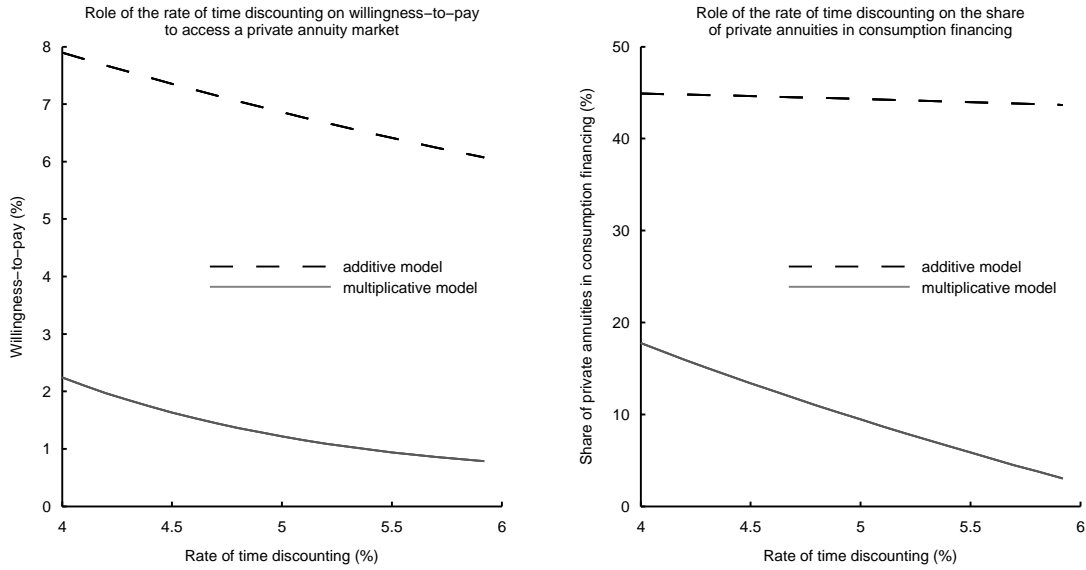 Role of the rate of time discounting on willingness−to−pay
to access a private annuity market
8
7
6
5
4
3
2
1
0
Willingness−to−pay (%)
additive model
multiplicative model
4
4.5
5
5.5
6
Rate of time discounting (%)
Role of the rate of time discounting on the share
of private annuities in consumption financing
50
40
30
20
10
0
Share of private annuities in consumption financing (%)
additive model
multiplicative model
4
4.5
5
5.5
6
Rate of time discounting (%)